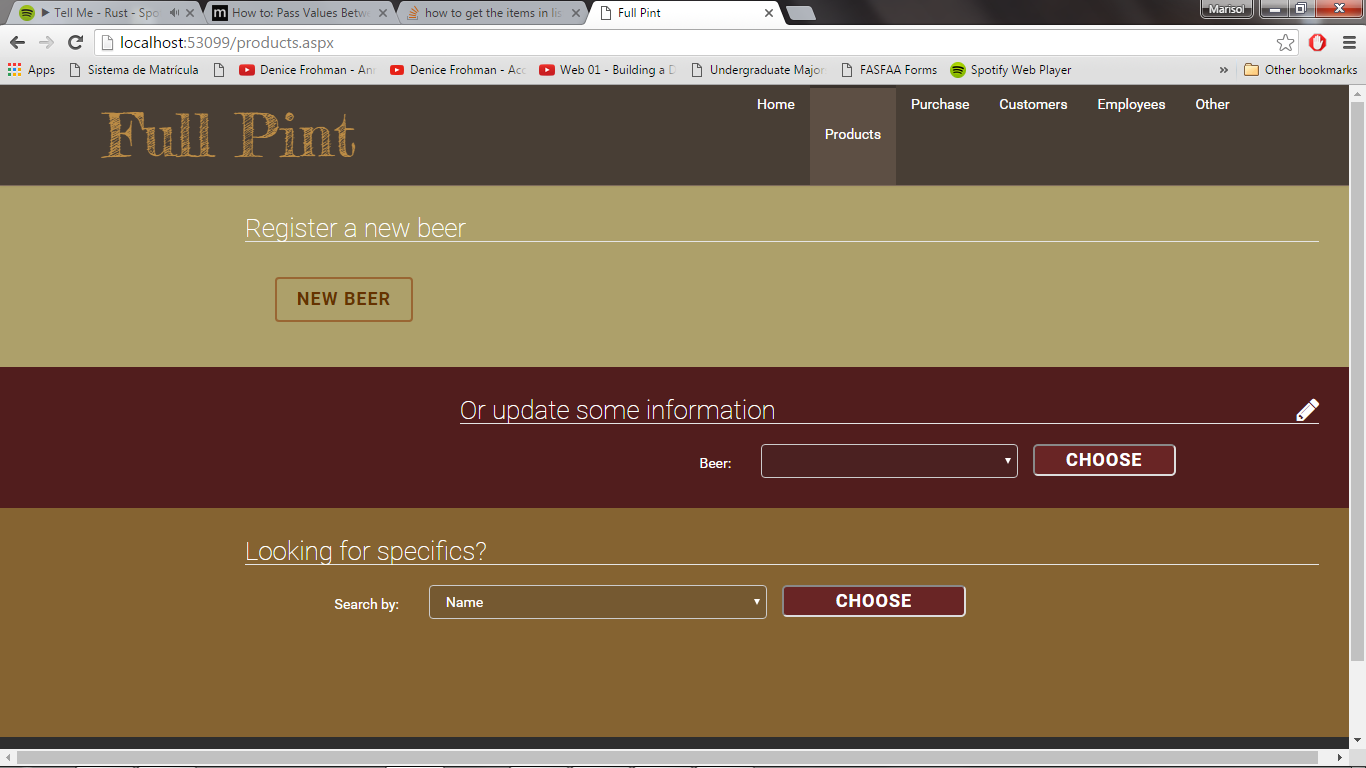 Tell Me - Rust - Spo
How to: Pass Values Betwe
how to get the items in lis
Full Pint
Marisol
localhost:53099/products.aspx
Apps
Sistema de Matrícula
Denice Frohman - Ann
Denice Frohman - Acc
Web 01 - Building a D
Undergraduate Major
FASFAA Forms
Spotify Web Player
»
Other bookmarks
Full Pint
Home
Products
Purchase
Customers
Employees
Other
Register a new beer
NEW BEER
Or update some information
Beer:
CHOOSE
Looking for specifics?
Search by:
Name
CHOOSE